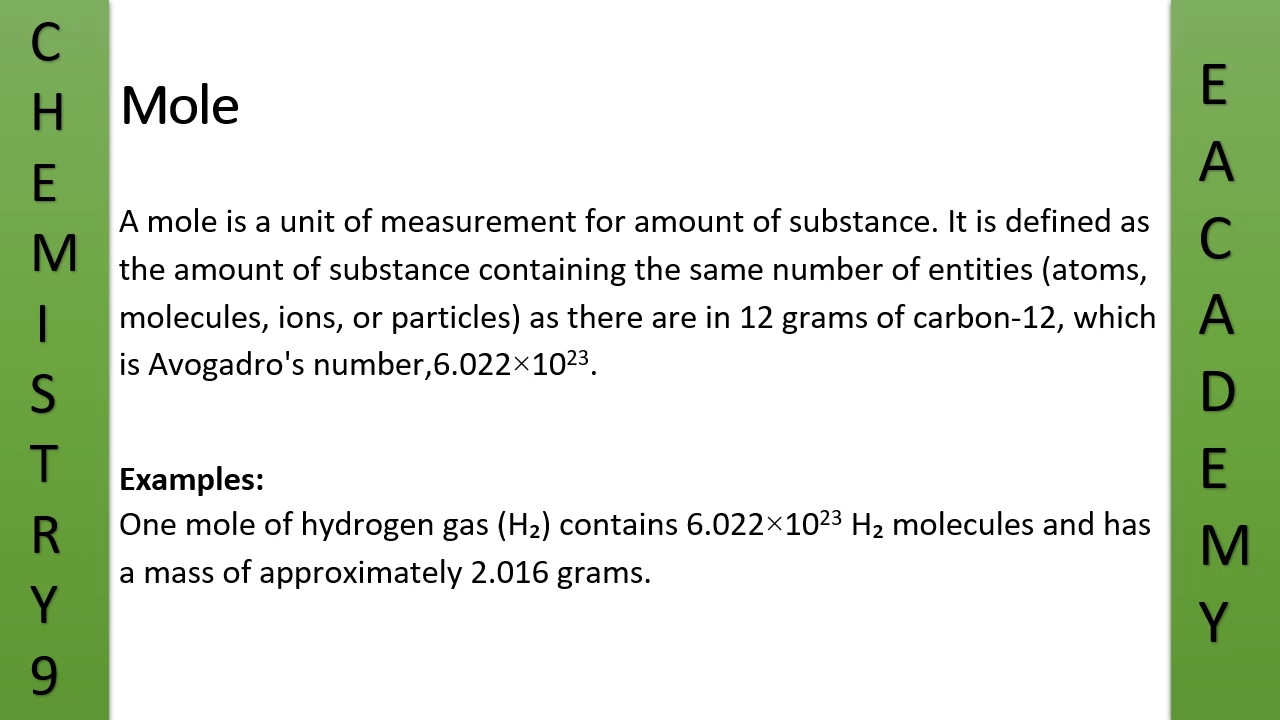 CHEMISTRY9
Mole
A mole is a unit of measurement for amount of substance. It is defined as
the amount of substance containing the same number of entities (atoms,
molecules, ions, or particles) as there are in 12 grams of carbon-12, which
is Avogadro's number,6.022×10²³.
Examples:
One mole of hydrogen gas (H₂) contains 6.022×10²³ H₂ molecules and has
a mass of approximately 2.016 grams.
EACADEMY